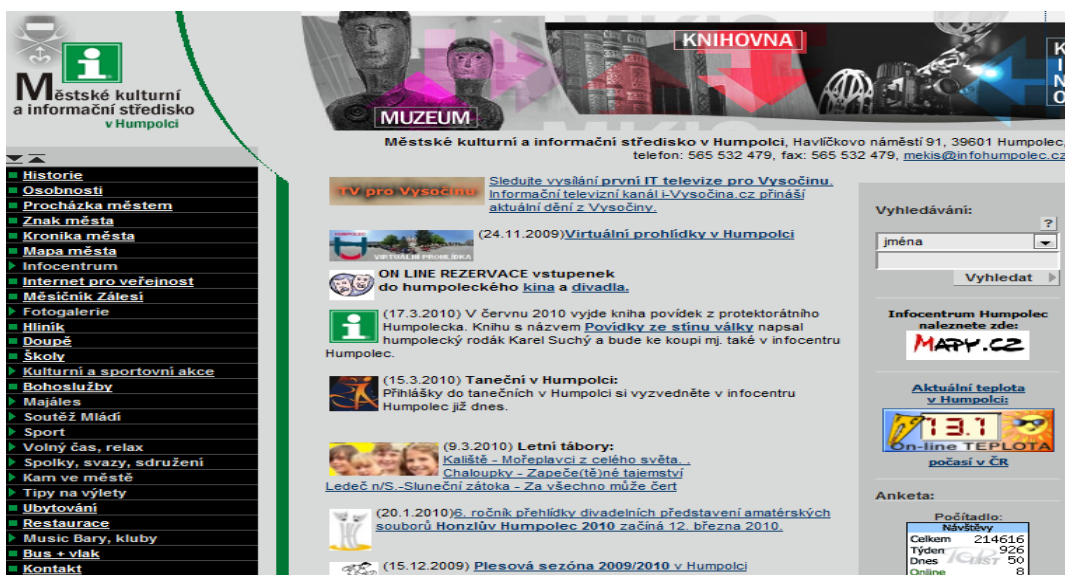 Městské kulturní
a informační středisko
v Humpolci
MUZEUM
KNIHOVNA
KINO
Městské kulturní a informační středisko v Humpolci, Havlíčkovo náměstí 91, 39601 Humpolec,
telefon: 565 532 479, fax: 565 532 479, mekis@infohumpolec.cz
Historie
Osobnosti
Procházka městem
Znak města
Kronika města
Mapa města
Infocentrum
Internet pro veřejnost
Měsíčník Zálesí
Fotogalerie
Hliník
Doupě
Školy
Kulturní a sportovní akce
Bohoslužby
Majáles
Soutěž Mládí
Sport
Volný čas, relax
Spolky, svazy, sdružení
Kam ve městě
Tipy na výlety
Ubytování
Restaurace
Music Bary, kluby
Bus + vlak
Kontakt
TV pro Vysočinu
Sledujte vysílání první IT televize pro Vysočinu.
Informační televizní kanál i-Vysočina.cz přináší
aktuální dění z Vysočiny.
HUMPOLEC
VIRTUÁLNÍ PROHLÍDKA
(24.11.2009)Virtuální prohlídky v Humpolci
ON LINE REZERVACE vstupenek
do humpoleckého kina a divadla.
(17.3.2010) V červnu 2010 vyjde kniha povídek z protektorátního
Humpolecka. Knihu s názvem Povídky ze stínu války napsal
humpolecký rodák Karel Suchý a bude ke koupi mj. také v infocentru
Humpolec.
(15.3.2010) Taneční v Humpolci:
Přihlášky do tanečních v Humpolci si vyzvedněte v infocentru
Humpolec již dnes.
(9.3.2010) Letní tábory:
Kaliště - Mořeplavci z celého světa. .
Chaloupky - Zapeče(tě)né tajemství
Ledeč n/S.-Sluneční zátoka - Za všechno může čert
(20.1.2010)6. ročník přehlídky divadelních představení amatérských
souborů Honzlův Humpolec 2010 začíná 12. března 2010.
(15.12.2009) Plesová sezóna 2009/2010 v Humpolci
Vyhledávání:
?
jména
Vyhledat
Infocentrum Humpolec
naleznete zde:
MAPY.CZ
Aktuální teplota
v Humpolci:
13.1
On-line TEPLOTA
počasí v ČR
Anketa:
Počítadlo:
Návštěvy
Celkem 214616
Týden 926
Dnes 50
Online 8